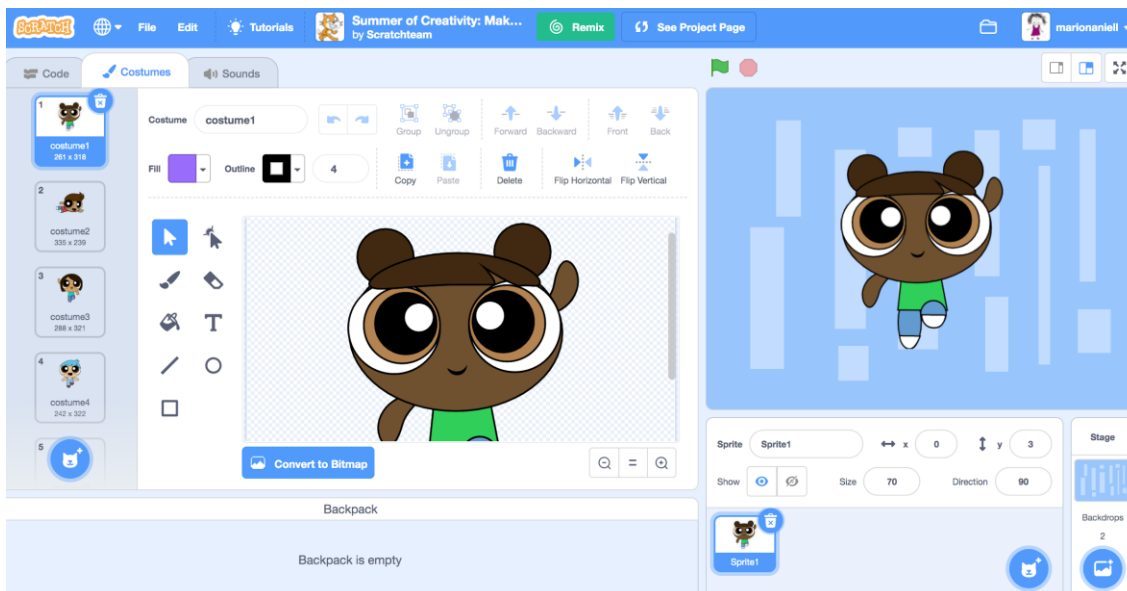 SCRATCH File Edit Tutorials Summer of Creativity: Mak... Remix See Project Page marionaniell
by Scratchteam
Code Costumes Sounds
1
costume1
261 x 318
2
costume2
335 x 239
3
costume3
288 x 321
4
costume4
242 x 322
5
Costume costume1 Group Ungroup Forward Backward Front Back
Fill Outline 4 Copy Paste Delete Flip Horizontal Flip Vertical
T
Convert to Bitmap
Backpack
Backpack is empty
Sprite Sprite1 x 0 y 3
Show Size 70 Direction 90
Sprite1
Stage
Backdrops
2